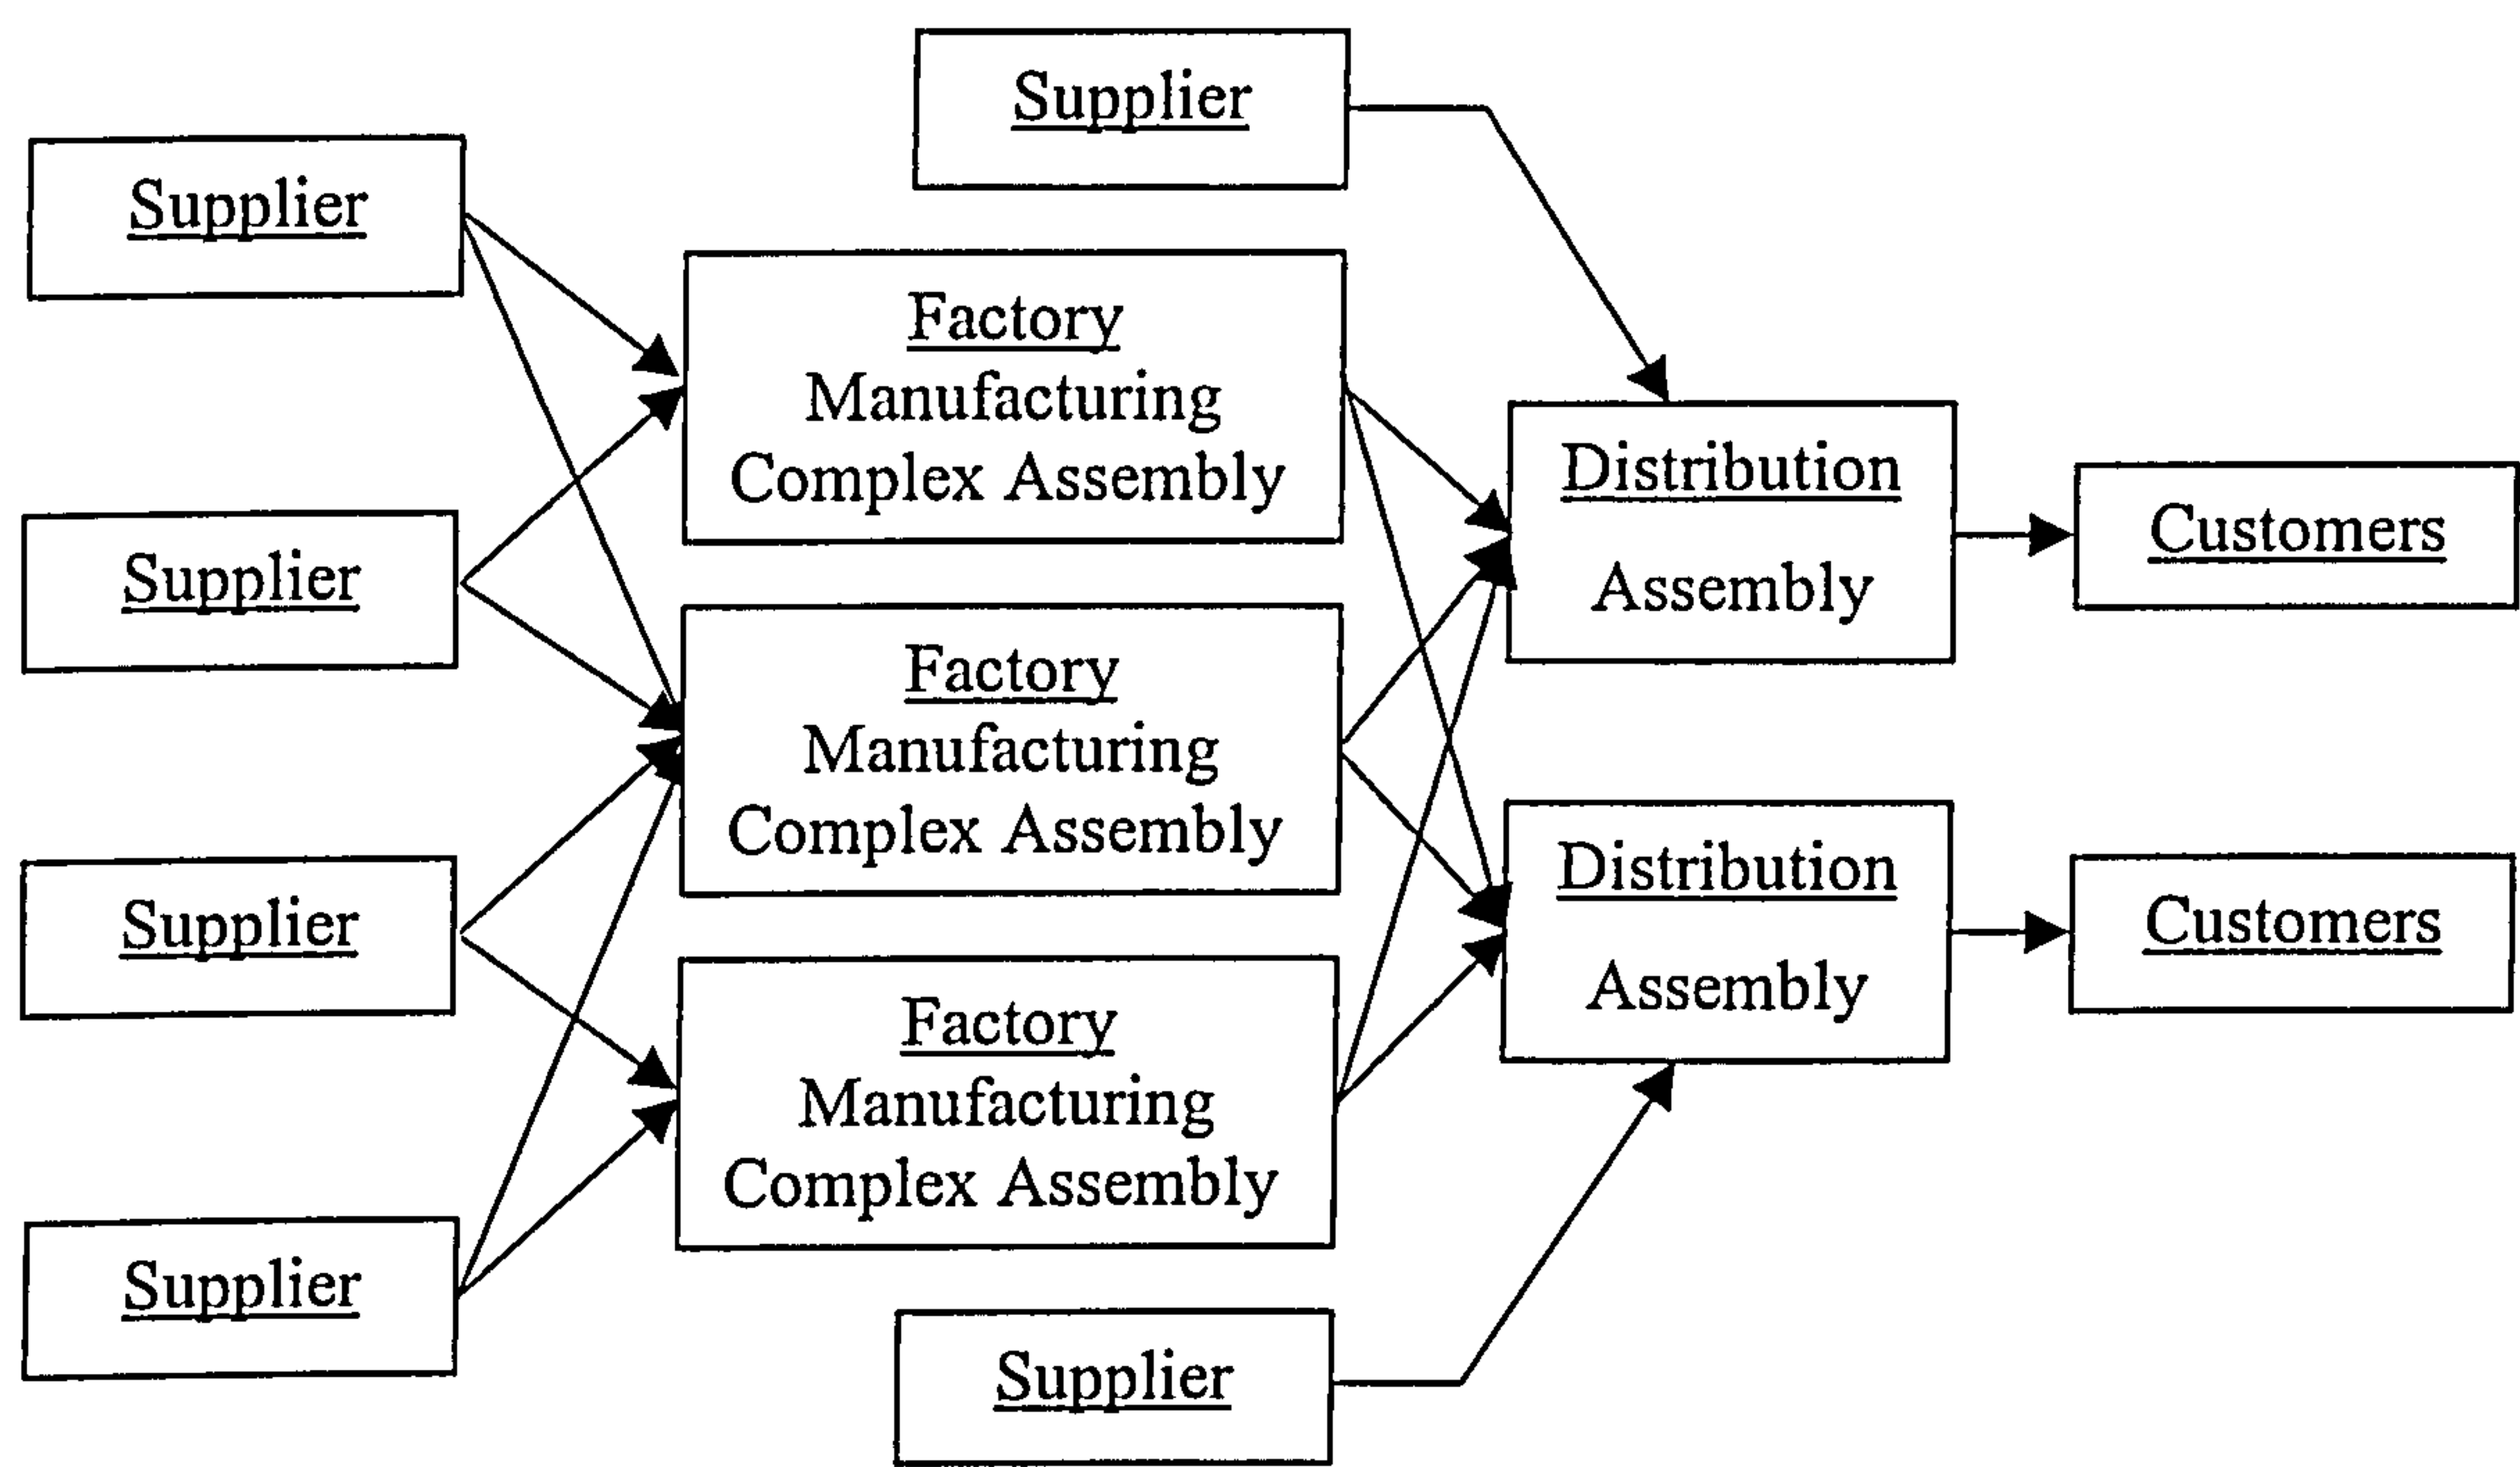 Supplier
Supplier
Supplier
Supplier
Supplier
Factory
Manufacturing
Complex Assembly
Factory
Manufacturing
Complex Assembly
Factory
Manufacturing
Complex Assembly
Supplier
Distribution
Assembly
Distribution
Assembly
Customers
Customers